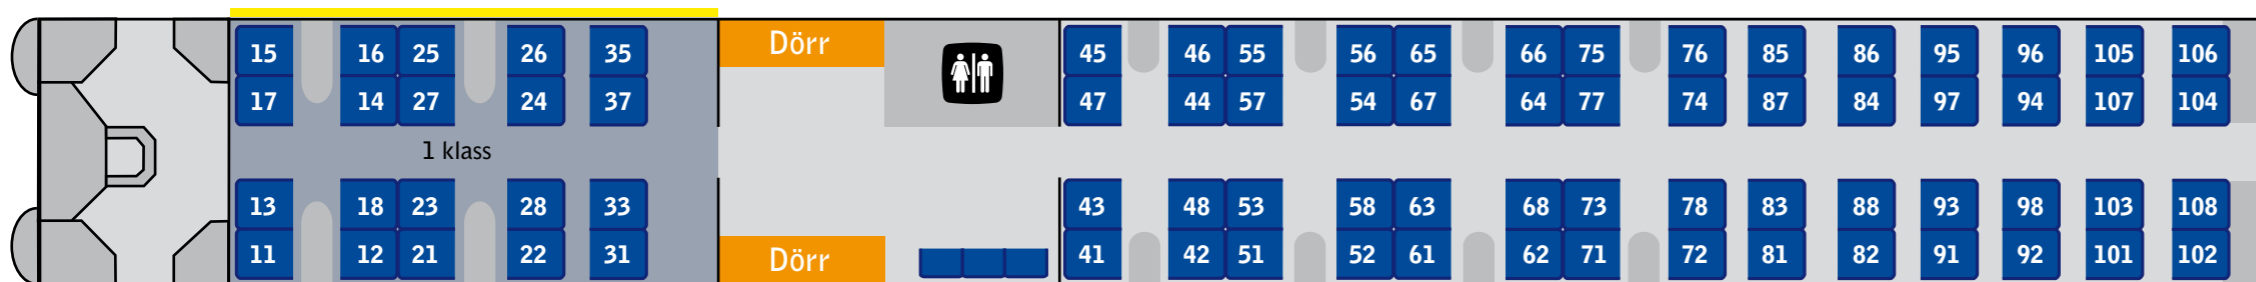 Dörr
15 16 25 26 35 45 46 55 56 65 66 75 76 85 86 95 96 105 106
17 14 27 24 37 47 44 57 54 67 64 77 74 87 84 97 94 107 104
1 klass
13 18 23 28 33 43 48 53 58 63 68 73 78 83 88 93 98 103 108
11 12 21 22 31 41 42 51 52 61 62 71 72 81 82 91 92 101 102
Dörr